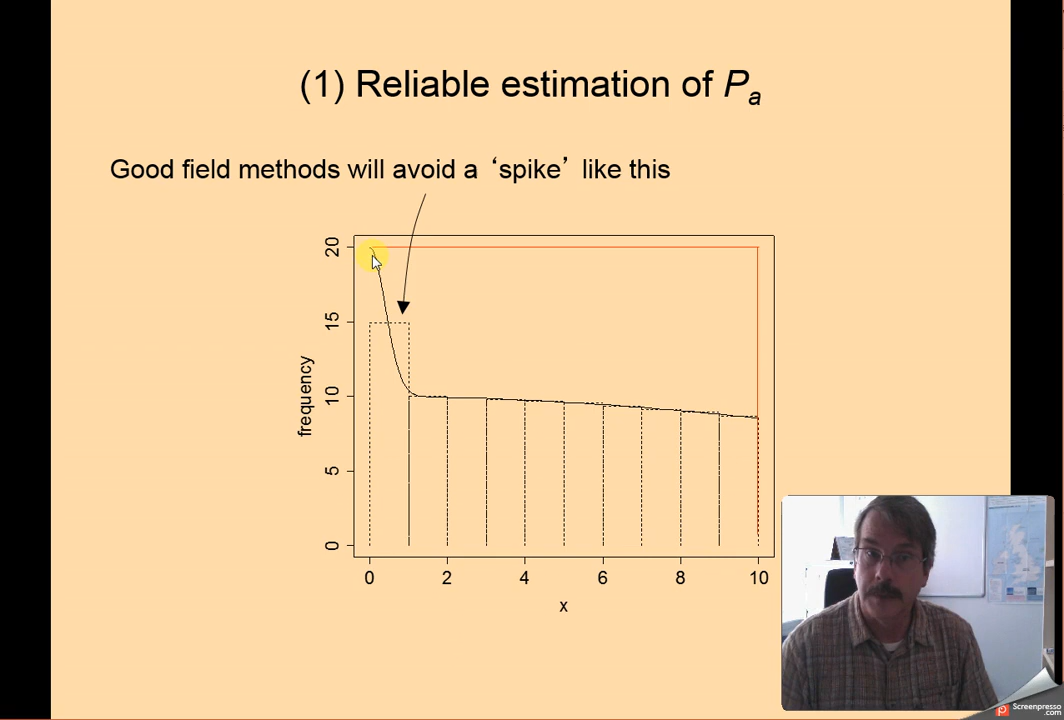 (1) Reliable estimation of Pa
Good field methods will avoid a ‘spike’ like this
20
15
10
5
0
frequency
0 2 4 6 8 10
x
Screenpresso
.com